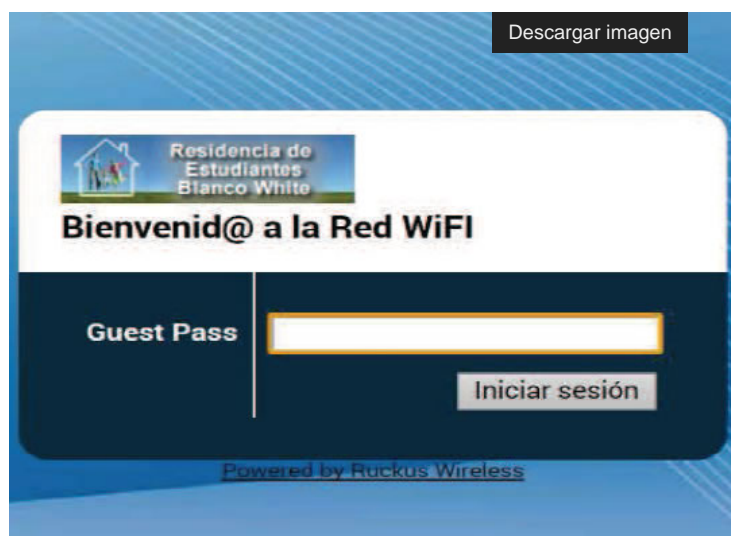 Descargar imagen
Residencia de
Estudiantes
Blanco White
Bienvenid@ a la Red WiFI
Guest Pass
Iniciar sesión
Powered by Ruckus Wireless